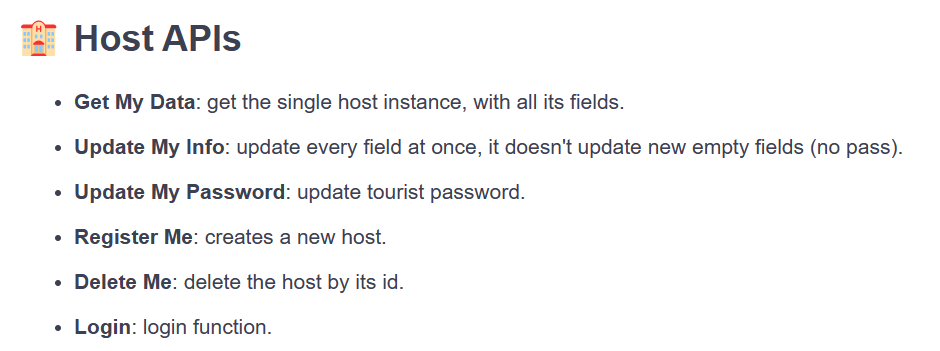 🏨 Host APIs
• Get My Data: get the single host instance, with all its fields.
• Update My Info: update every field at once, it doesn't update new empty fields (no pass).
• Update My Password: update tourist password.
• Register Me: creates a new host.
• Delete Me: delete the host by its id.
• Login: login function.